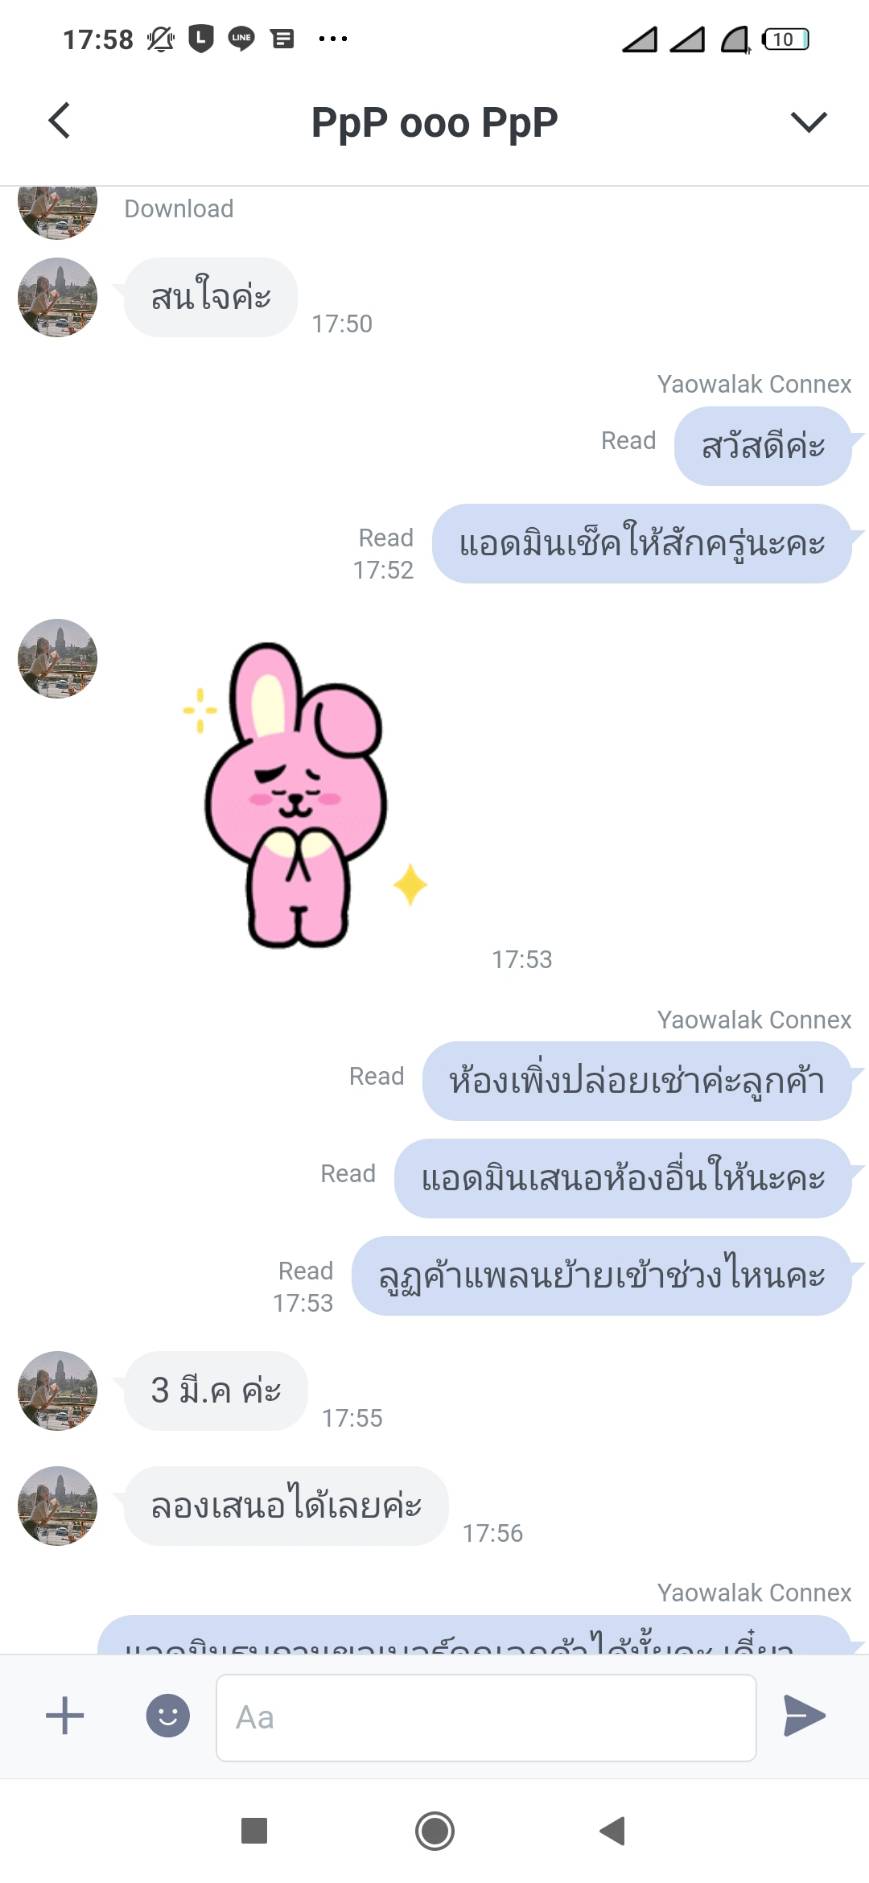 17:58
L
LINE
10
PpP ooo PpP
Download
สนใจค่ะ
17:50
Yaowalak Connex
Read
สวัสดีค่ะ
Read
17:52
แอดมินเช็คให้สักครู่นะคะ
17:53
Yaowalak Connex
Read
ห้องเพิ่งปล่อยเช่าค่ะลูกค้า
Read
แอดมินเสนอห้องอื่นให้นะคะ
Read
17:53
ลูฏค้าแพลนย้ายเข้าช่วงไหนคะ
3 มี.ค ค่ะ
17:55
ลองเสนอได้เลยค่ะ
17:56
Yaowalak Connex
Aa